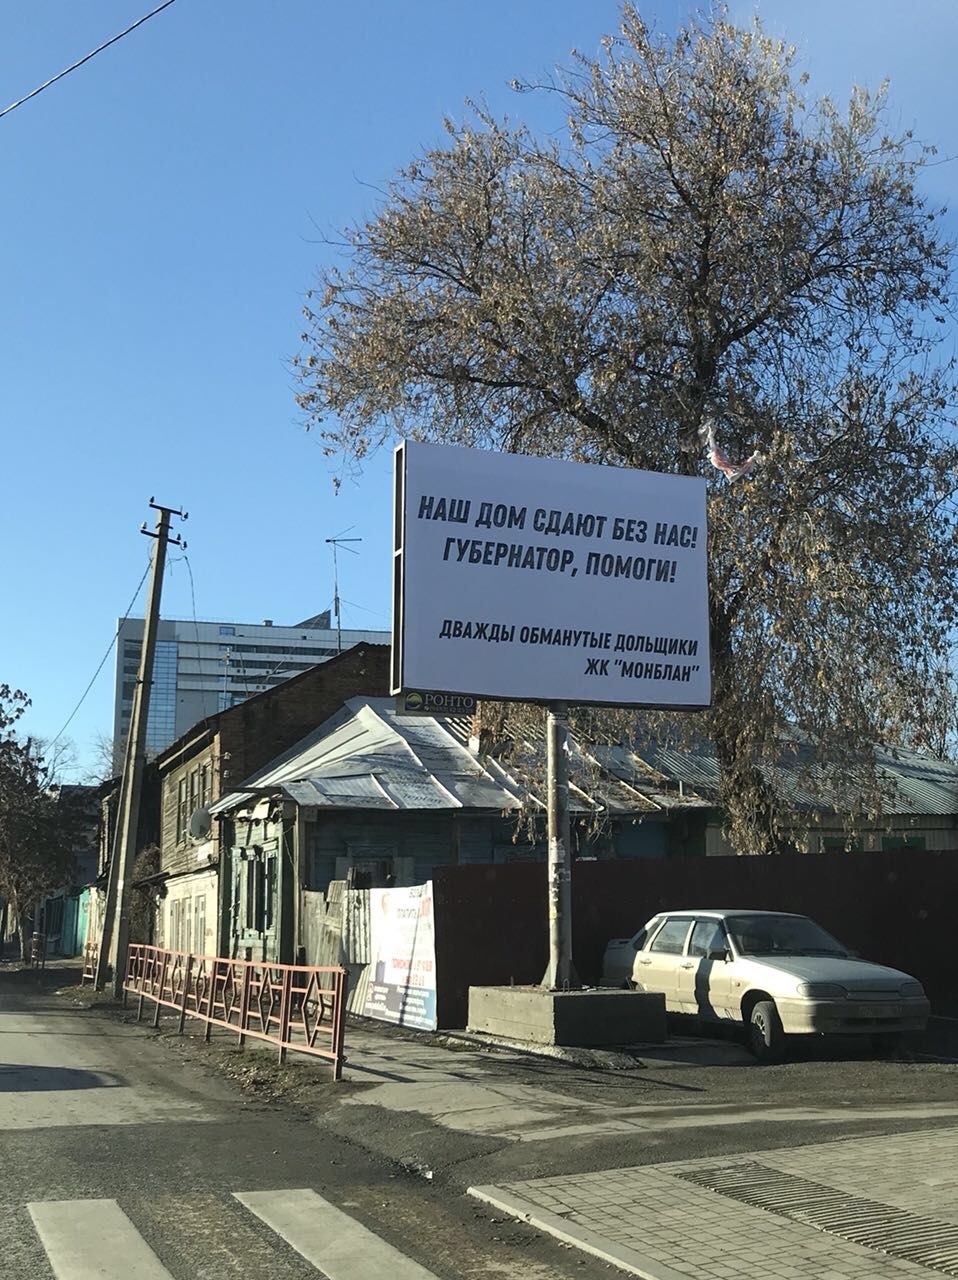 НАШ ДОМ СДАЮТ БЕЗ НАС!
ГУБЕРНАТОР, ПОМОГИ!
ДВАЖДЫ ОБМАНУТЫЕ ДОЛЬЩИКИ
ЖК "МОНБЛАН"
РОНТО